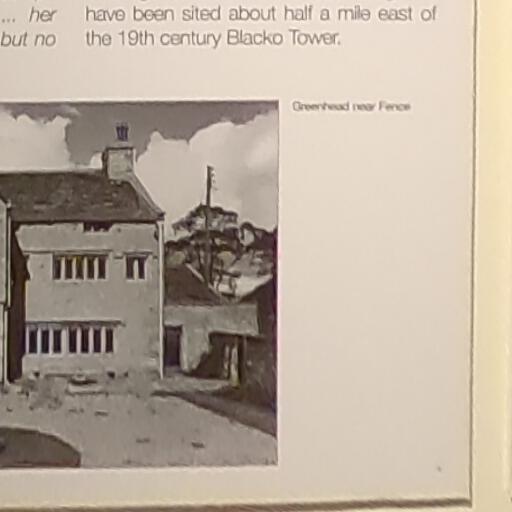 ... her
but no
have been sited about half a mile east of
the 19th century Blacko Tower.
Greenhead near Fence